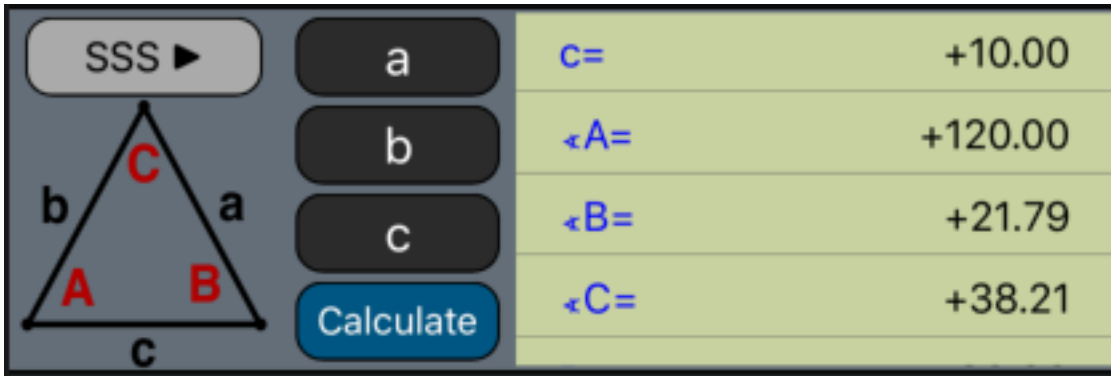 SSS ▶
a
b
c
Calculate
C
b
a
A
B
c
c= +10.00
∢A= +120.00
∢B= +21.79
∢C= +38.21